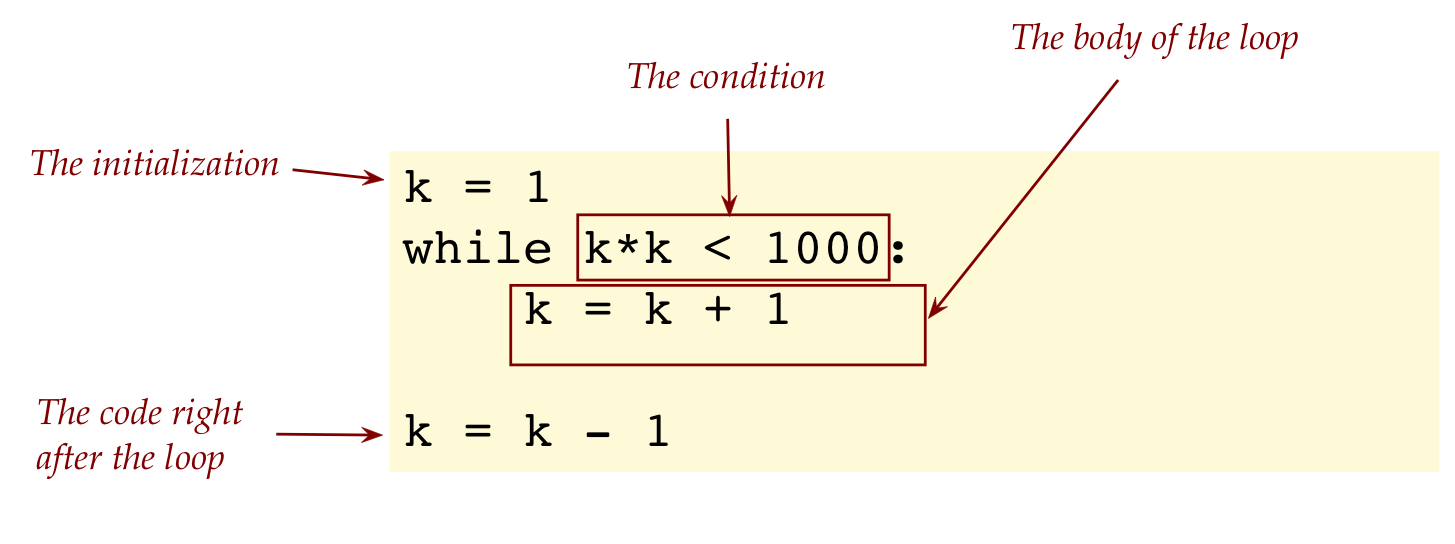 The body of the loop
The condition
The initialization
k = 1
while k*k < 1000:
k = k + 1
The code right
after the loop
k = k - 1